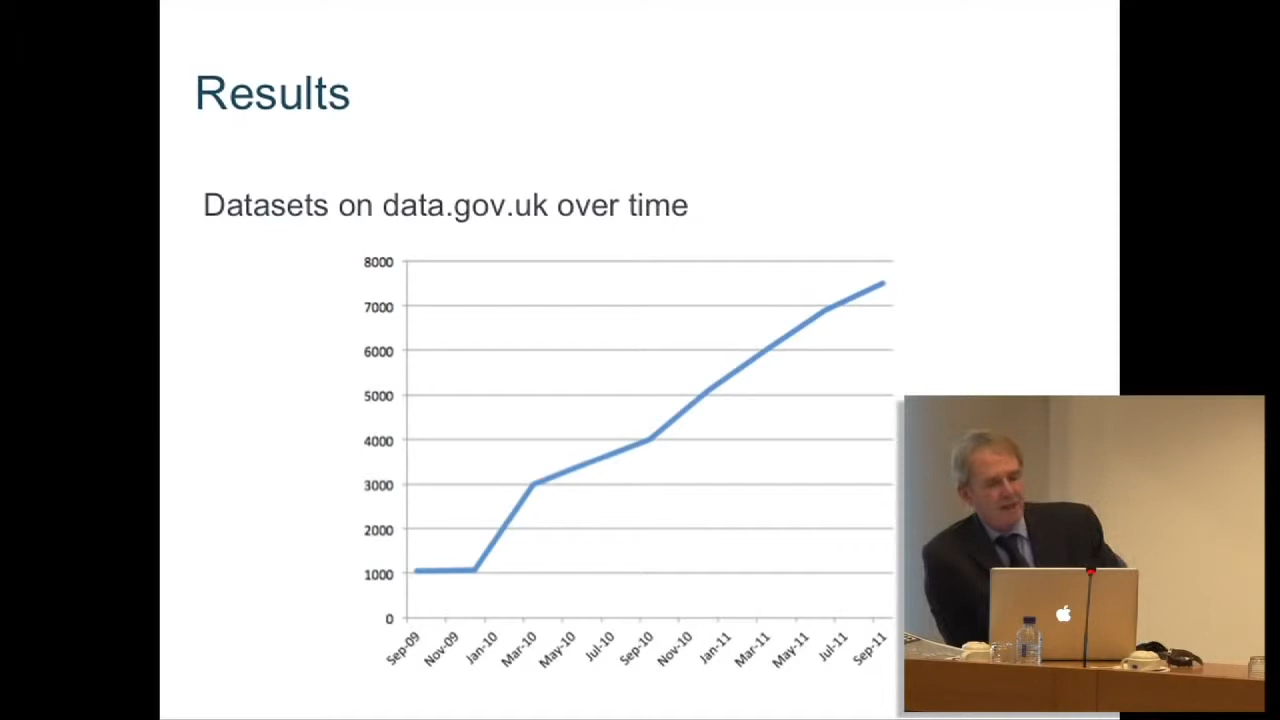 Results
Datasets on data.gov.uk over time
8000
7000
6000
5000
4000
3000
2000
1000
0
Sep-09
Nov-09
Jan-10
Mar-10
May-10
Jul-10
Sep-10
Nov-10
Jan-11
Mar-11
May-11
Jul-11
Sep-11